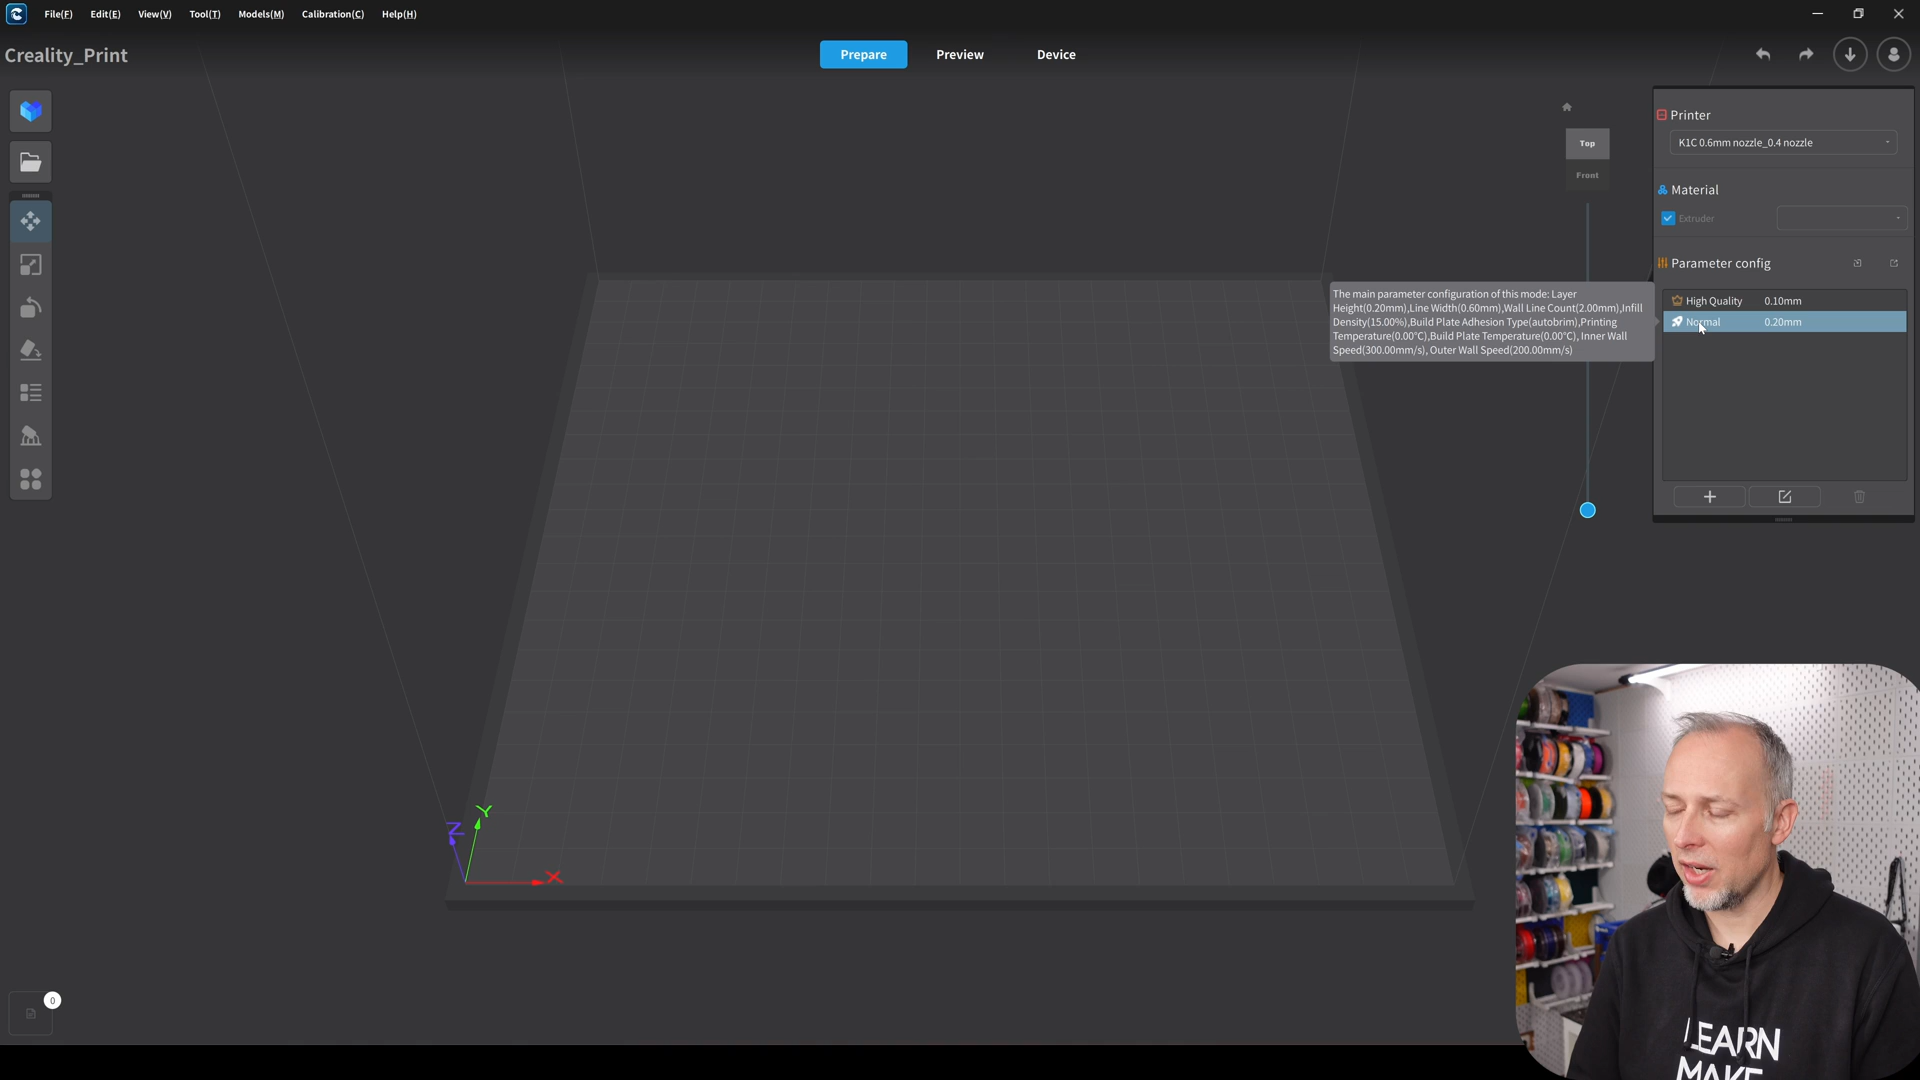 File(F) Edit(E) View(V) Tool(T) Models(M) Calibration(C) Help(H)
Creality_Print
Prepare Preview Device
Printer
K1C 0.6mm nozzle_0.4 nozzle
Top
Front
Material
Extruder
Parameter config
High Quality 0.10mm
Normal 0.20mm
The main parameter configuration of this mode: Layer
Height(0.20mm),Line Width(0.60mm),Wall Line Count(2.00mm),Infill
Density(15.00%),Build Plate Adhesion Type(autobrim),Printing
Temperature(0.00°C),Build Plate Temperature(0.00°C), Inner Wall
Speed(300.00mm/s), Outer Wall Speed(200.00mm/s)
Z
Y
X
0
LEARN
MAKE